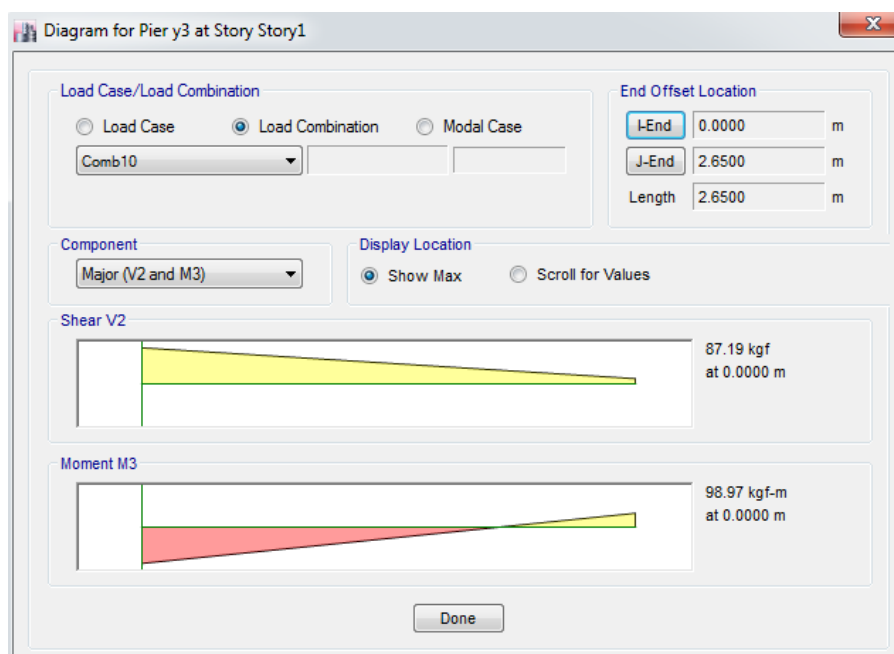 Diagram for Pier y3 at Story Story1
X
Load Case/Load Combination
Load Case Load Combination Modal Case
Comb10
End Offset Location
I-End 0.0000 m
J-End 2.6500 m
Length 2.6500 m
Component
Major (V2 and M3)
Display Location
Show Max Scroll for Values
Shear V2
87.19 kgf
at 0.0000 m
Moment M3
98.97 kgf-m
at 0.0000 m
Done